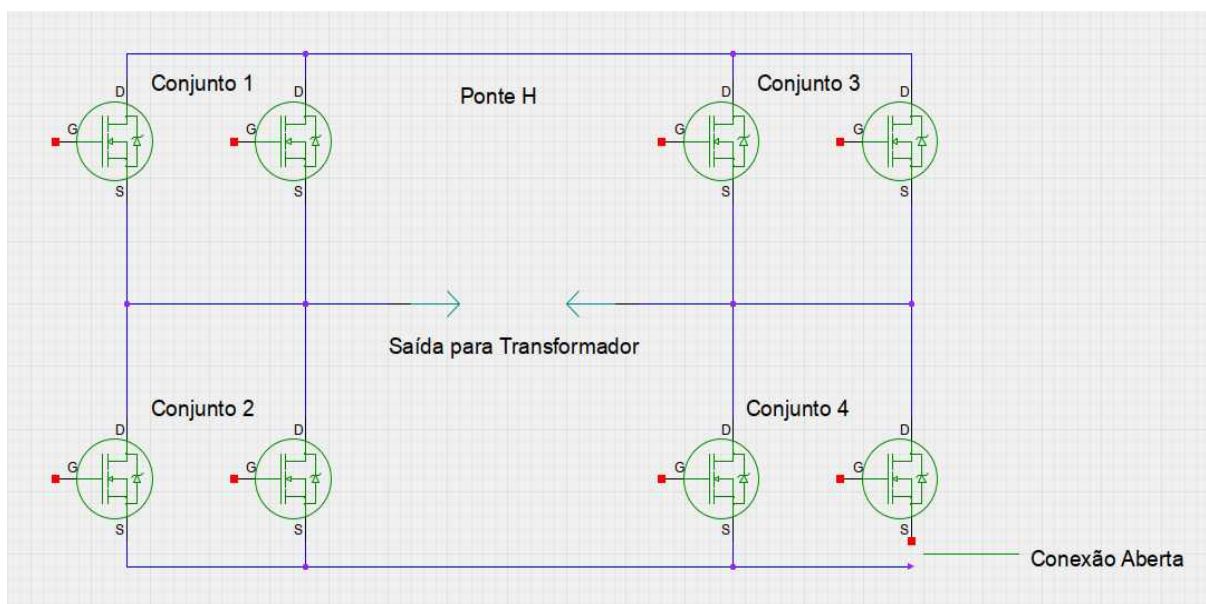 Conjunto 1
Ponte H
Conjunto 3
D
D
D
D
G
G
G
G
S
S
S
S
Saída para Transformador
Conjunto 2
Conjunto 4
D
D
D
D
G
G
G
G
S
S
S
S
Conexão Aberta